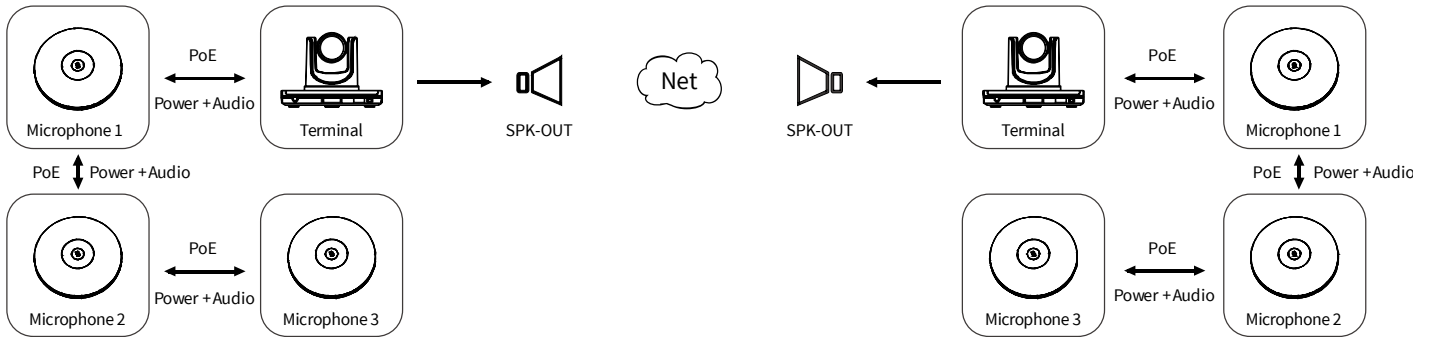 PoE
Power + Audio
Microphone 1
Terminal
SPK-OUT
Net
SPK-OUT
Terminal
PoE
Power + Audio
Microphone 1
PoE
Power + Audio
PoE
Power + Audio
PoE
Power + Audio
Microphone 2
Microphone 3
PoE
Power + Audio
Microphone 3
Microphone 2